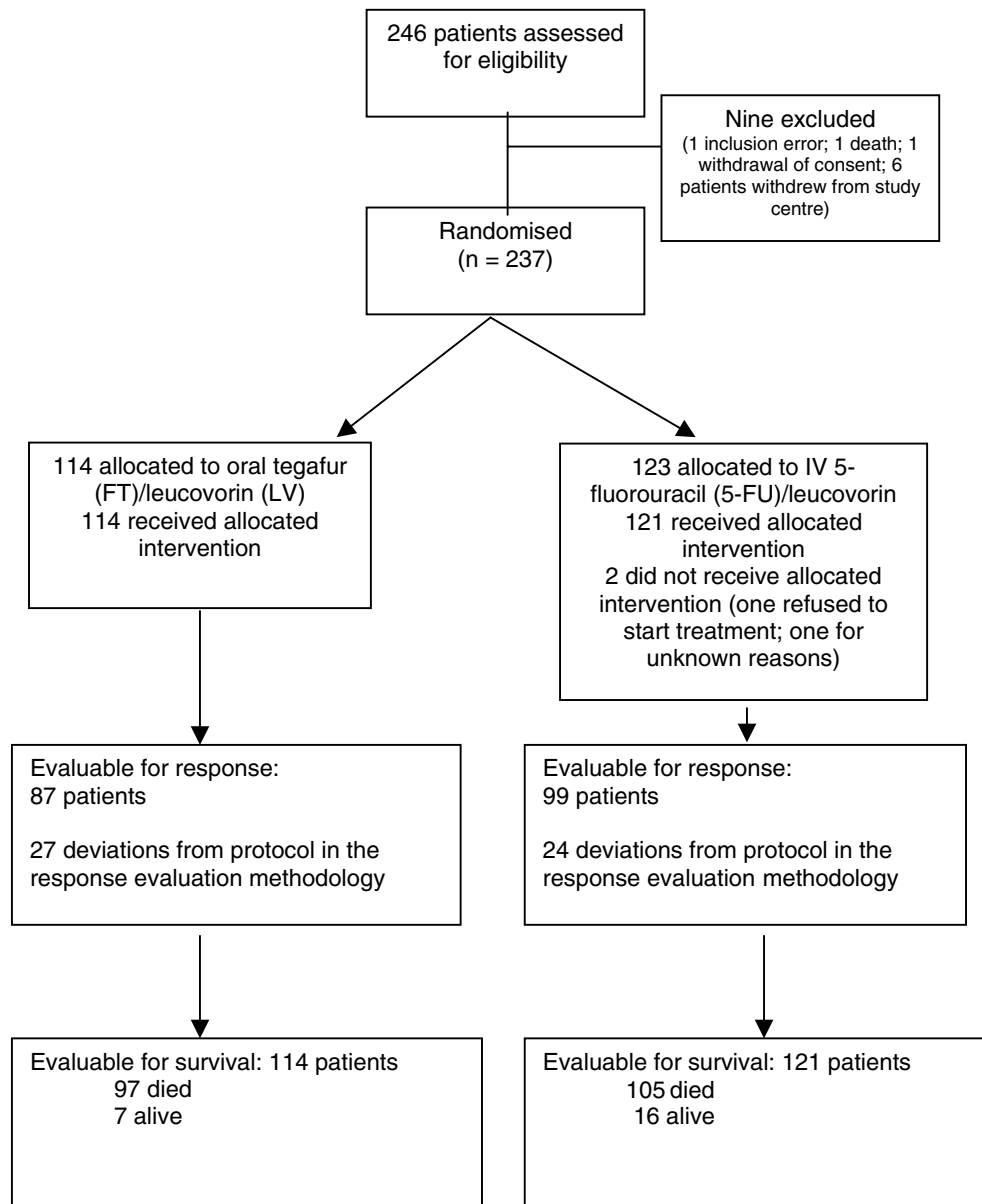 246 patients assessed
for eligibility
Nine excluded
(1 inclusion error; 1 death; 1
withdrawal of consent; 6
patients withdrew from study
centre)
Randomised
(n = 237)
114 allocated to oral tegafur
(FT)/leucovorin (LV)
114 received allocated
intervention
123 allocated to IV 5-
fluorouracil (5-FU)/leucovorin
121 received allocated
intervention
2 did not receive allocated
intervention (one refused to
start treatment; one for
unknown reasons)
Evaluable for response:
87 patients
27 deviations from protocol in the
response evaluation methodology
Evaluable for response:
99 patients
24 deviations from protocol in the
response evaluation methodology
Evaluable for survival: 114 patients
97 died
7 alive
Evaluable for survival: 121 patients
105 died
16 alive